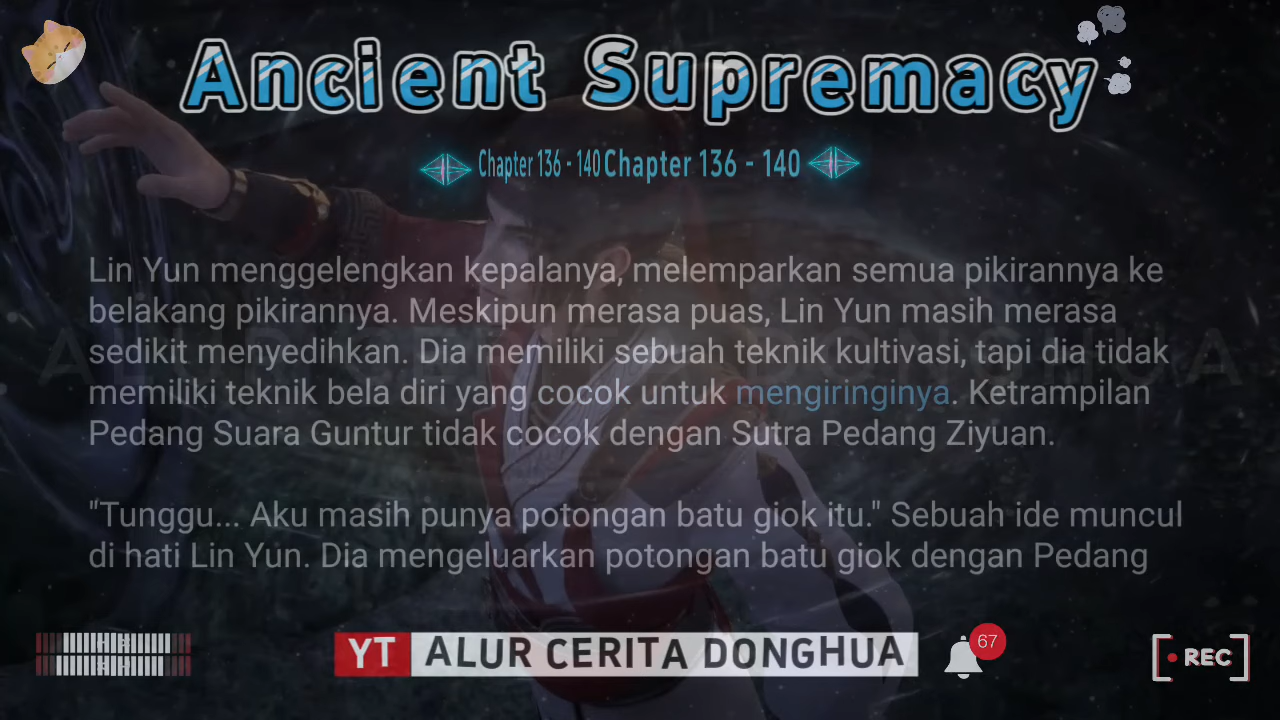 Ancient Supremacy
Chapter 136 - 140 Chapter 136 - 140
Lin Yun menggelengkan kepalanya, melemparkan semua pikirannya ke
belakang pikirannya. Meskipun merasa puas, Lin Yun masih merasa
sedikit menyedihkan. Dia memiliki sebuah teknik kultivasi, tapi dia tidak
memiliki teknik bela diri yang cocok untuk mengiringinya. Ketrampilan
Pedang Suara Guntur tidak cocok dengan Sutra Pedang Ziyuan.
"Tunggu... Aku masih punya potongan batu giok itu." Sebuah ide muncul
di hati Lin Yun. Dia mengeluarkan potongan batu giok dengan Pedang
YT ALUR CERITA DONGHUA
67
REC